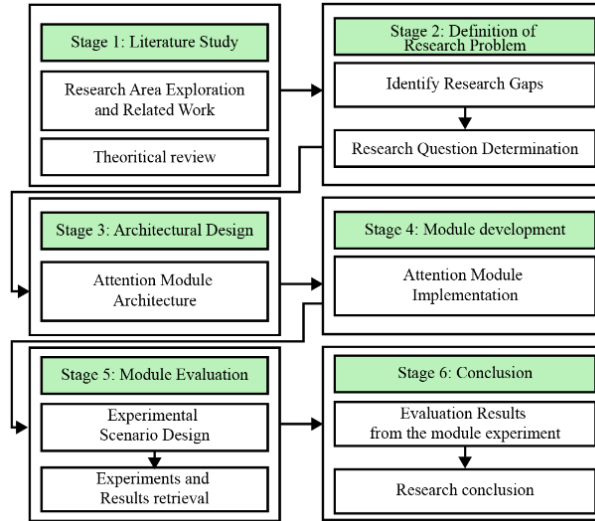 Stage 1: Literature Study
Research Area Exploration
and Related Work
Theoritical review
Stage 2: Definition of
Research Problem
Identify Research Gaps
Research Question Determination
Stage 3: Architectural Design
Attention Module
Architecture
Stage 4: Module development
Attention Module
Implementation
Stage 5: Module Evaluation
Experimental
Scenario Design
Experiments and
Results retrieval
Stage 6: Conclusion
Evaluation Results
from the module experiment
Research conclusion